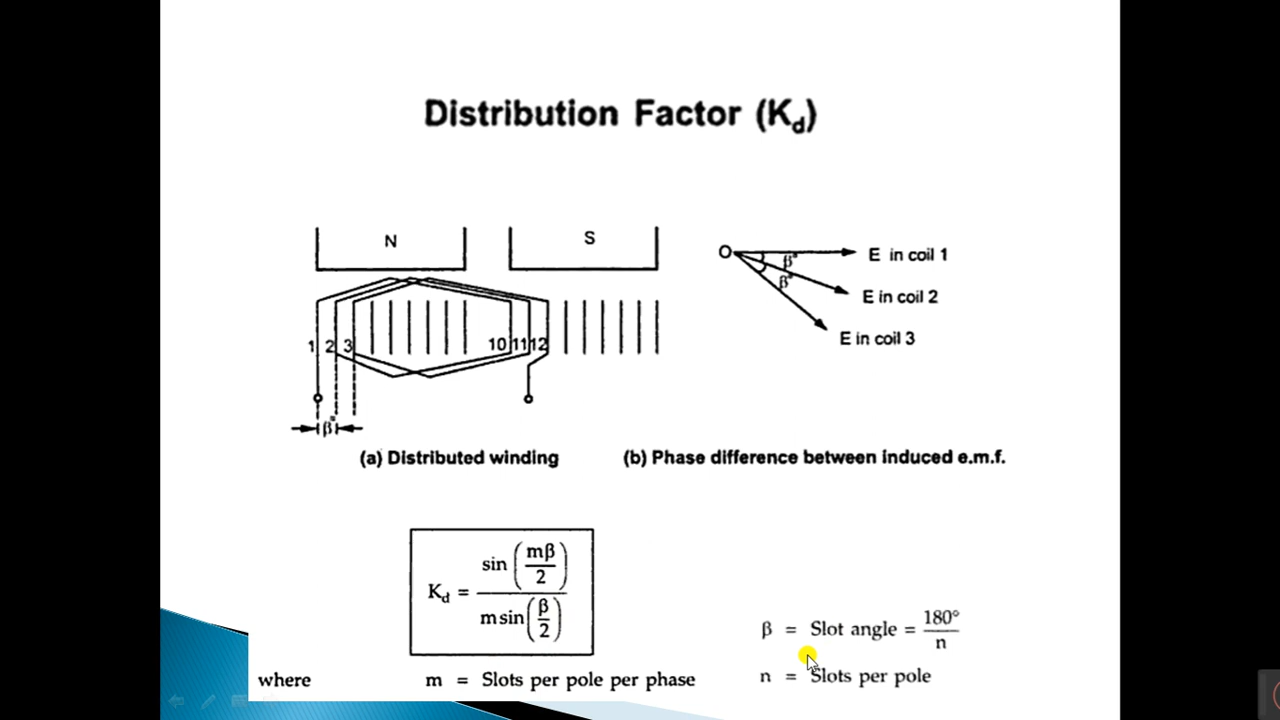 Distribution Factor (Kd)
N
S
O
β°
β°
E in coil 1
E in coil 2
E in coil 3
1 2 3
10 11 12
β°
(a) Distributed winding
(b) Phase difference between induced e.m.f.
Kd = sin(mβ/2) / m sin(β/2)
β = Slot angle = 180°/n
where m = Slots per pole per phase
n = Slots per pole